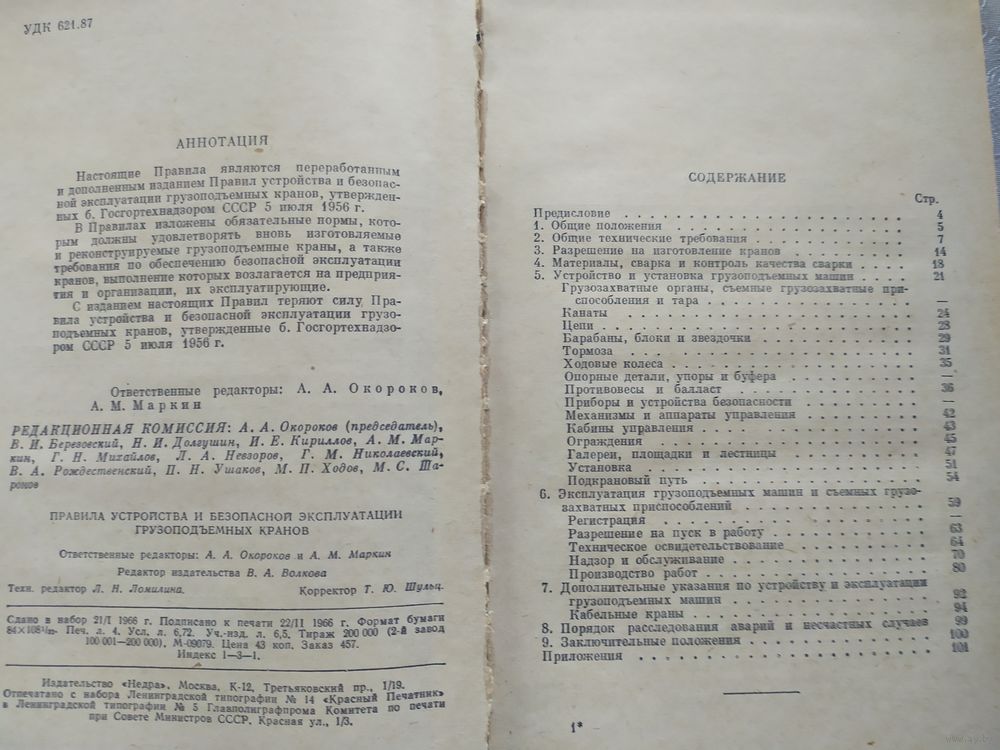 УДК 621.87
АННОТАЦИЯ
Настоящие Правила являются переработанным
и дополненным изданием Правил устройства и безопас-
ной эксплуатации грузоподъемных кранов, утвержден-
ных б. Госгортехнадзором СССР 5 июля 1956 г.
В Правилах изложены обязательные нормы, кото-
рым должны удовлетворять вновь изготовляемые
и реконструируемые грузоподъемные краны, а также
требования по обеспечению безопасной эксплуатации
кранов, выполнение которых возлагается на предприя-
тия и организации, их эксплуатирующие.
С изданием настоящих Правил теряют силу Пра-
вила устройства и безопасной эксплуатации грузо-
подъемных кранов, утвержденные б. Госгортехнадзо-
ром СССР 5 июля 1956 г.
Ответственные редакторы: А. А. Окороков,
А. М. Маркин
РЕДАКЦИОННАЯ КОМИССИЯ: А. А. Окороков (председатель),
В. И. Березовский, Н. И. Долгушин, И. Е. Кириллов, А. М. Мар-
кин, Г. Н. Михайлов, Л. А. Невзоров, Г. М. Николаевский,
В. А. Рождественский, П. Н. Ушаков, М. П. Ходов, М. С. Ша-
ронов
ПРАВИЛА УСТРОЙСТВА И БЕЗОПАСНОЙ ЭКСПЛУАТАЦИИ
ГРУЗОПОДЪЕМНЫХ КРАНОВ
Ответственные редакторы: А. А. Окороков и А. М. Маркин
Редактор издательства В. А. Волкова
Техн. редактор Л. Н. Ломилина. Корректор Т. Ю. Шульц.
Сдано в набор 21/I 1966 г. Подписано к печати 22/II 1966 г. Формат бумаги
84×108¹/₃₂. Печ. л. 4. Усл. л. 6,72. Уч.-изд. л. 6,5. Тираж 200 000 (2-й завод
100 001—200 000). М-09079. Цена 43 коп. Заказ 457.
Индекс 1—3—1.
Издательство «Недра», Москва, К-12, Третьяковский пр., 1/19.
Отпечатано с набора Ленинградской типографии № 14 «Красный Печатник»
в Ленинградской типографии № 5 Главполиграфпрома Комитета по печати
при Совете Министров СССР. Красная ул., 1/3.
СОДЕРЖАНИЕ
Стр.
Предисловие 4
1. Общие положения 5
2. Общие технические требования 7
3. Разрешение на изготовление кранов 14
4. Материалы, сварка и контроль качества сварки 18
5. Устройство и установка грузоподъемных машин 21
Грузозахватные органы, съемные грузозахватные при-
способления и тара —
Канаты 24
Цепи 28
Барабаны, блоки и звездочки 29
Тормоза 31
Ходовые колеса 35
Опорные детали, упоры и буфера —
Противовесы и балласт 36
Приборы и устройства безопасности —
Механизмы и аппараты управления 42
Кабины управления 43
Ограждения 45
Галереи, площадки и лестницы 47
Установка 51
Подкрановый путь 54
6. Эксплуатация грузоподъемных машин и съемных грузо-
захватных приспособлений 59
Регистрация —
Разрешение на пуск в работу 63
Техническое освидетельствование 64
Надзор и обслуживание 70
Производство работ 80
7. Дополнительные указания по устройству и эксплуатации
грузоподъемных машин 92
Кабельные краны 94
8. Порядок расследования аварий и несчастных случаев 99
9. Заключительные положения 100
Приложения 101
1*